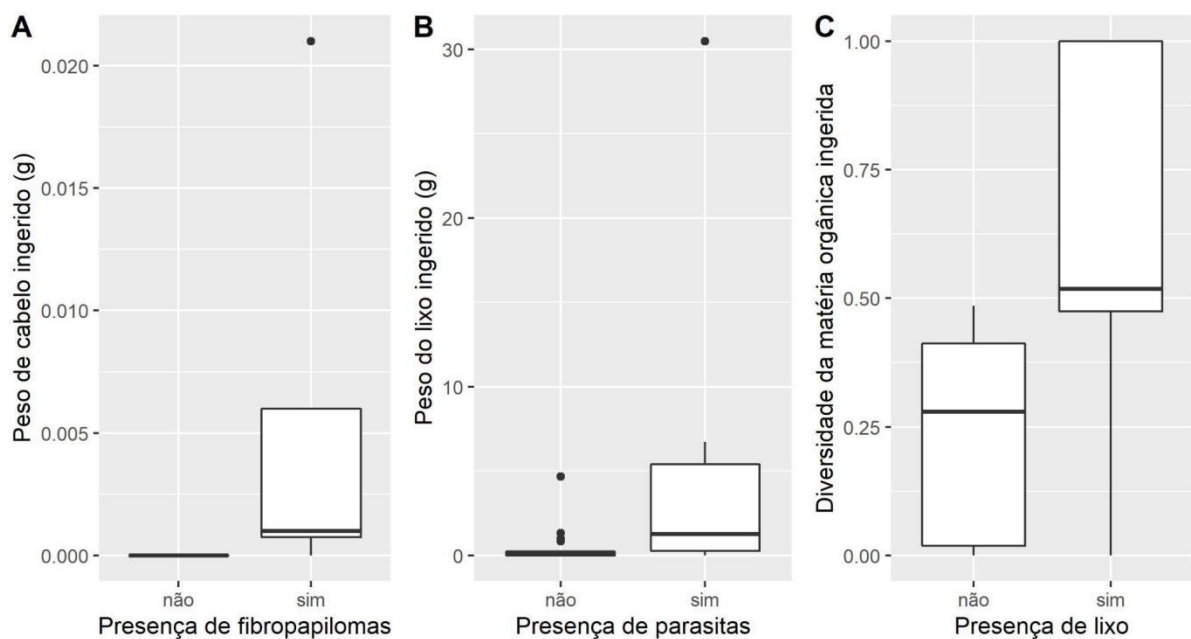 A
Peso de cabelo ingerido (g)
0.020
0.015
0.010
0.005
0.000
não sim
Presença de fibropapilomas
B
Peso do lixo ingerido (g)
30
20
10
0
não sim
Presença de parasitas
C
Diversidade da matéria orgânica ingerida
1.00
0.75
0.50
0.25
0.00
não sim
Presença de lixo